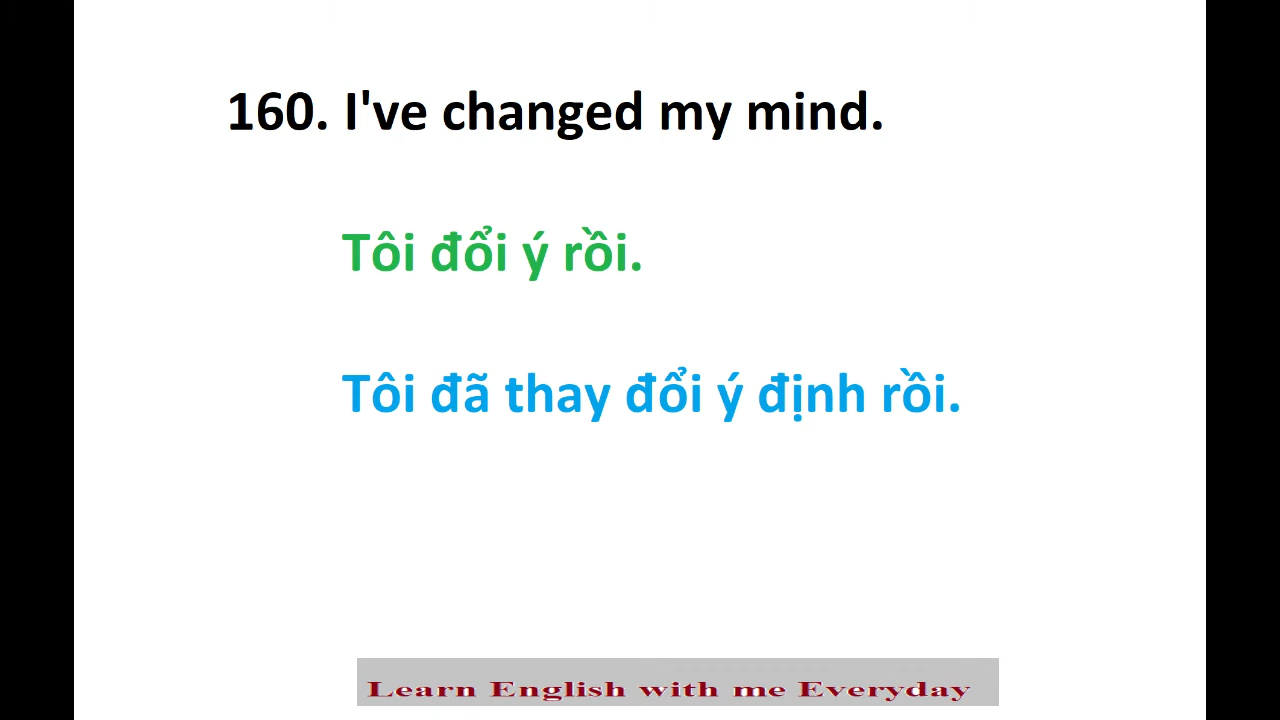 160. I've changed my mind.
Tôi đổi ý rồi.
Tôi đã thay đổi ý định rồi.
Learn English with me Everyday